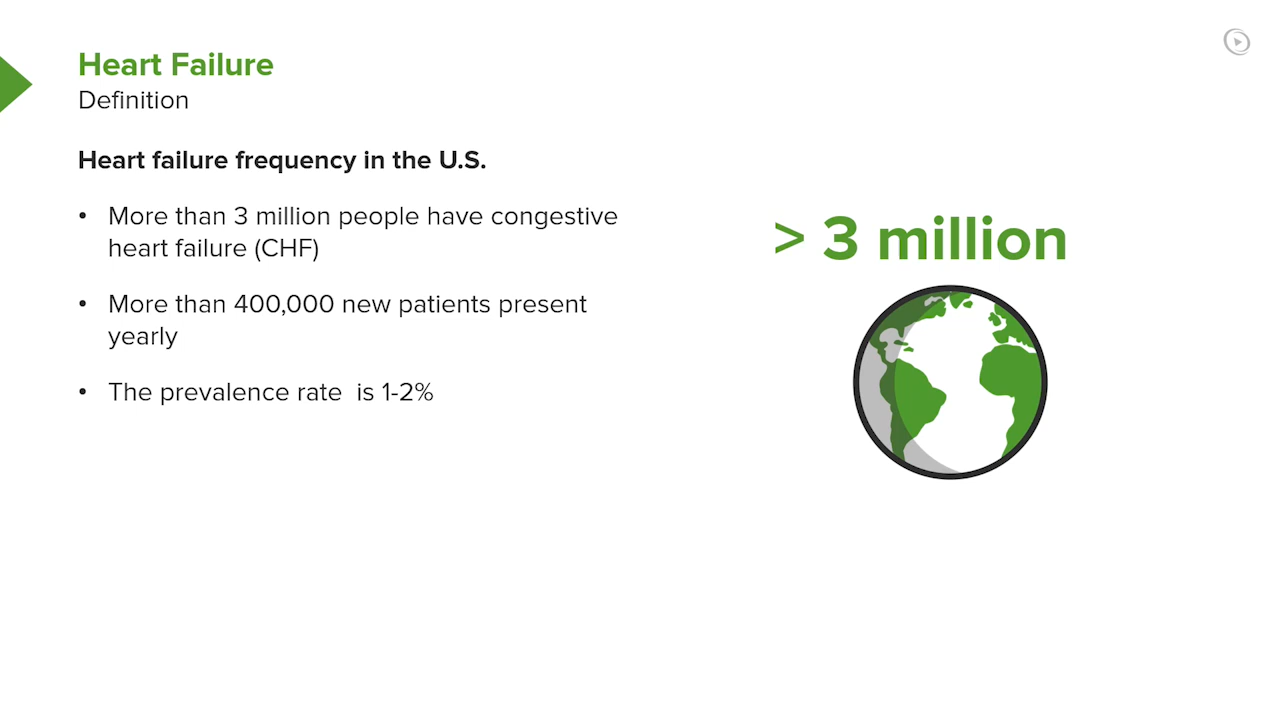 Heart Failure
Definition
Heart failure frequency in the U.S.
• More than 3 million people have congestive
heart failure (CHF)
• More than 400,000 new patients present
yearly
• The prevalence rate  is 1-2%
> 3 million